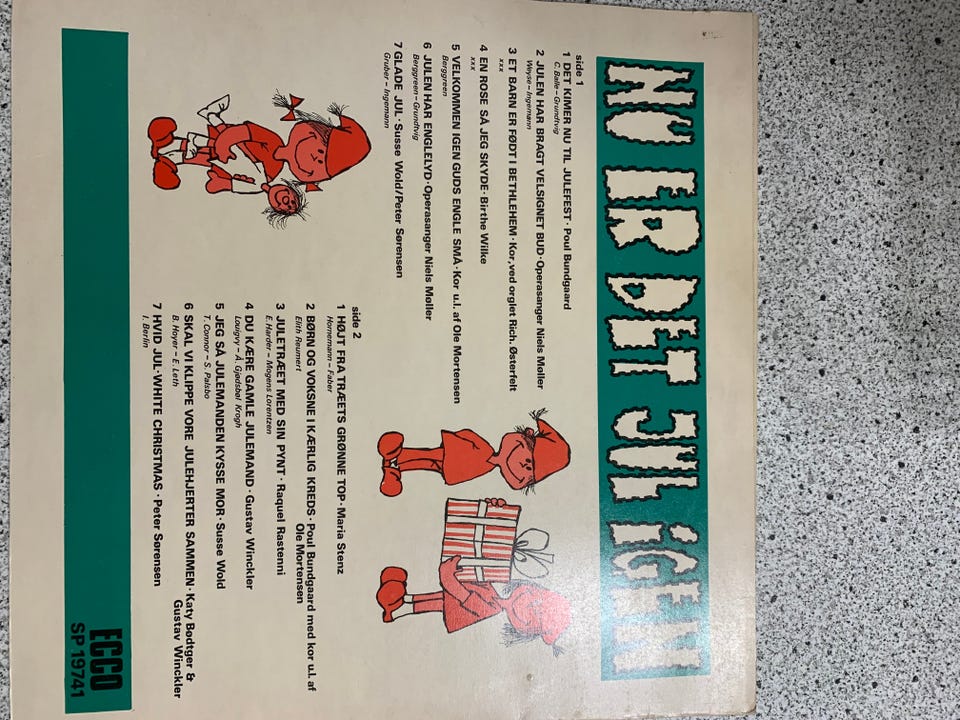 NU ER DET JUL IGEN
side 1
1 DET KIMER NU TIL JULEFEST · Poul Bundgaard
C. Balle – Grundtvig
2 JULEN HAR BRAGT VELSIGNET BUD · Operasanger Niels Møller
Weyse – Ingemann
3 ET BARN ER FØDT I BETHLEHEM · Kor, ved orglet Rich. Østerfelt
xxx
4 EN ROSE SÅ JEG SKYDE · Birthe Wilke
xxx
5 VELKOMMEN IGEN GUDS ENGLE SMÅ · Kor u.l. af Ole Mortensen
Berggreen
6 JULEN HAR ENGLELYD · Operasanger Niels Møller
Berggreen – Grundtvig
7 GLADE JUL · Susse Wold/Peter Sørensen
Gruber – Ingemann
side 2
1 HØJT FRA TRÆETS GRØNNE TOP · Maria Stenz
Hornemann – Faber
2 BØRN OG VOKSNE I KÆRLIG KREDS · Poul Bundgaard med kor u.l. af
Ole Mortensen
Elith Reumert
3 JULETRÆET MED SIN PYNT · Raquel Rastenni
E. Harder – Mogens Lorentzen
4 DU KÆRE GAMLE JULEMAND · Gustav Winckler
Louigvy – Å. Gjødsbøl Krogh
5 JEG SÅ JULEMANDEN KYSSE MOR · Susse Wold
T. Connor – S. Palsbo
6 SKAL VI KLIPPE VORE JULEHJERTER SAMMEN · Katy Bødtger &
Gustav Winckler
B. Hoyer – E. Leth
7 HVID JUL · WHITE CHRISTMAS · Peter Sørensen
I. Berlin
ECCO
SP 19741